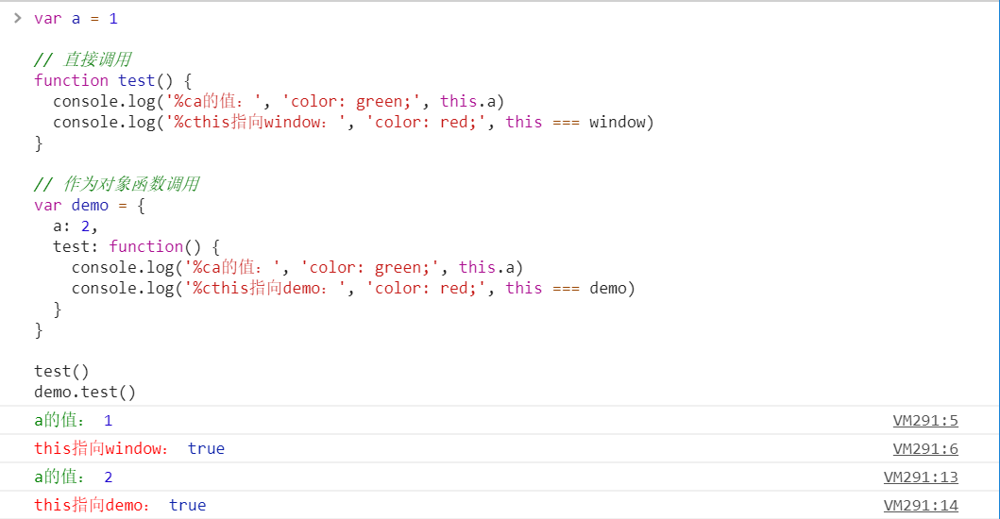 > var a = 1
// 直接调用
function test() {
  console.log('%ca的值：', 'color: green;', this.a)
  console.log('%cthis指向window：', 'color: red;', this === window)
}
// 作为对象函数调用
var demo = {
  a: 2,
  test: function() {
    console.log('%ca的值：', 'color: green;', this.a)
    console.log('%cthis指向demo：', 'color: red;', this === demo)
  }
}
test()
demo.test()
a的值： 1 VM291:5
this指向window： true VM291:6
a的值： 2 VM291:13
this指向demo： true VM291:14